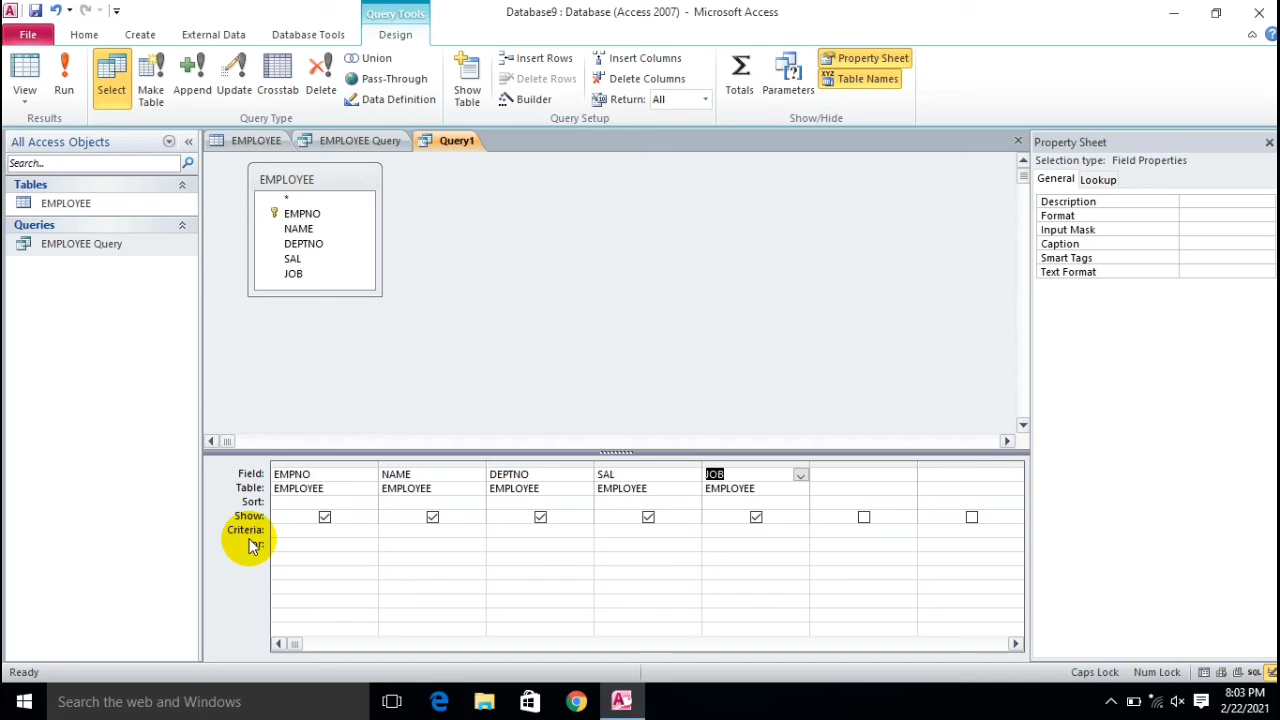 Query Tools
Database9 : Database (Access 2007) - Microsoft Access
File Home Create External Data Database Tools Design
View
Run
Results
Select
Make Table
Append
Update
Crosstab
Delete
Union
Pass-Through
Data Definition
Query Type
Show Table
Insert Rows
Delete Rows
Builder
Insert Columns
Delete Columns
Return: All
Query Setup
Totals
Parameters
Property Sheet
XYZ Table Names
Show/Hide
All Access Objects
Search...
Tables
EMPLOYEE
Queries
EMPLOYEE Query
EMPLOYEE EMPLOYEE Query Query1
EMPLOYEE
*
EMPNO
NAME
DEPTNO
SAL
JOB
Field: EMPNO NAME DEPTNO SAL JOB
Table: EMPLOYEE EMPLOYEE EMPLOYEE EMPLOYEE EMPLOYEE
Sort:
Show:
Criteria:
Property Sheet
Selection type: Field Properties
General Lookup
Description
Format
Input Mask
Caption
Smart Tags
Text Format
Ready
Caps Lock Num Lock SQL
Search the web and Windows
8:03 PM
2/22/2021